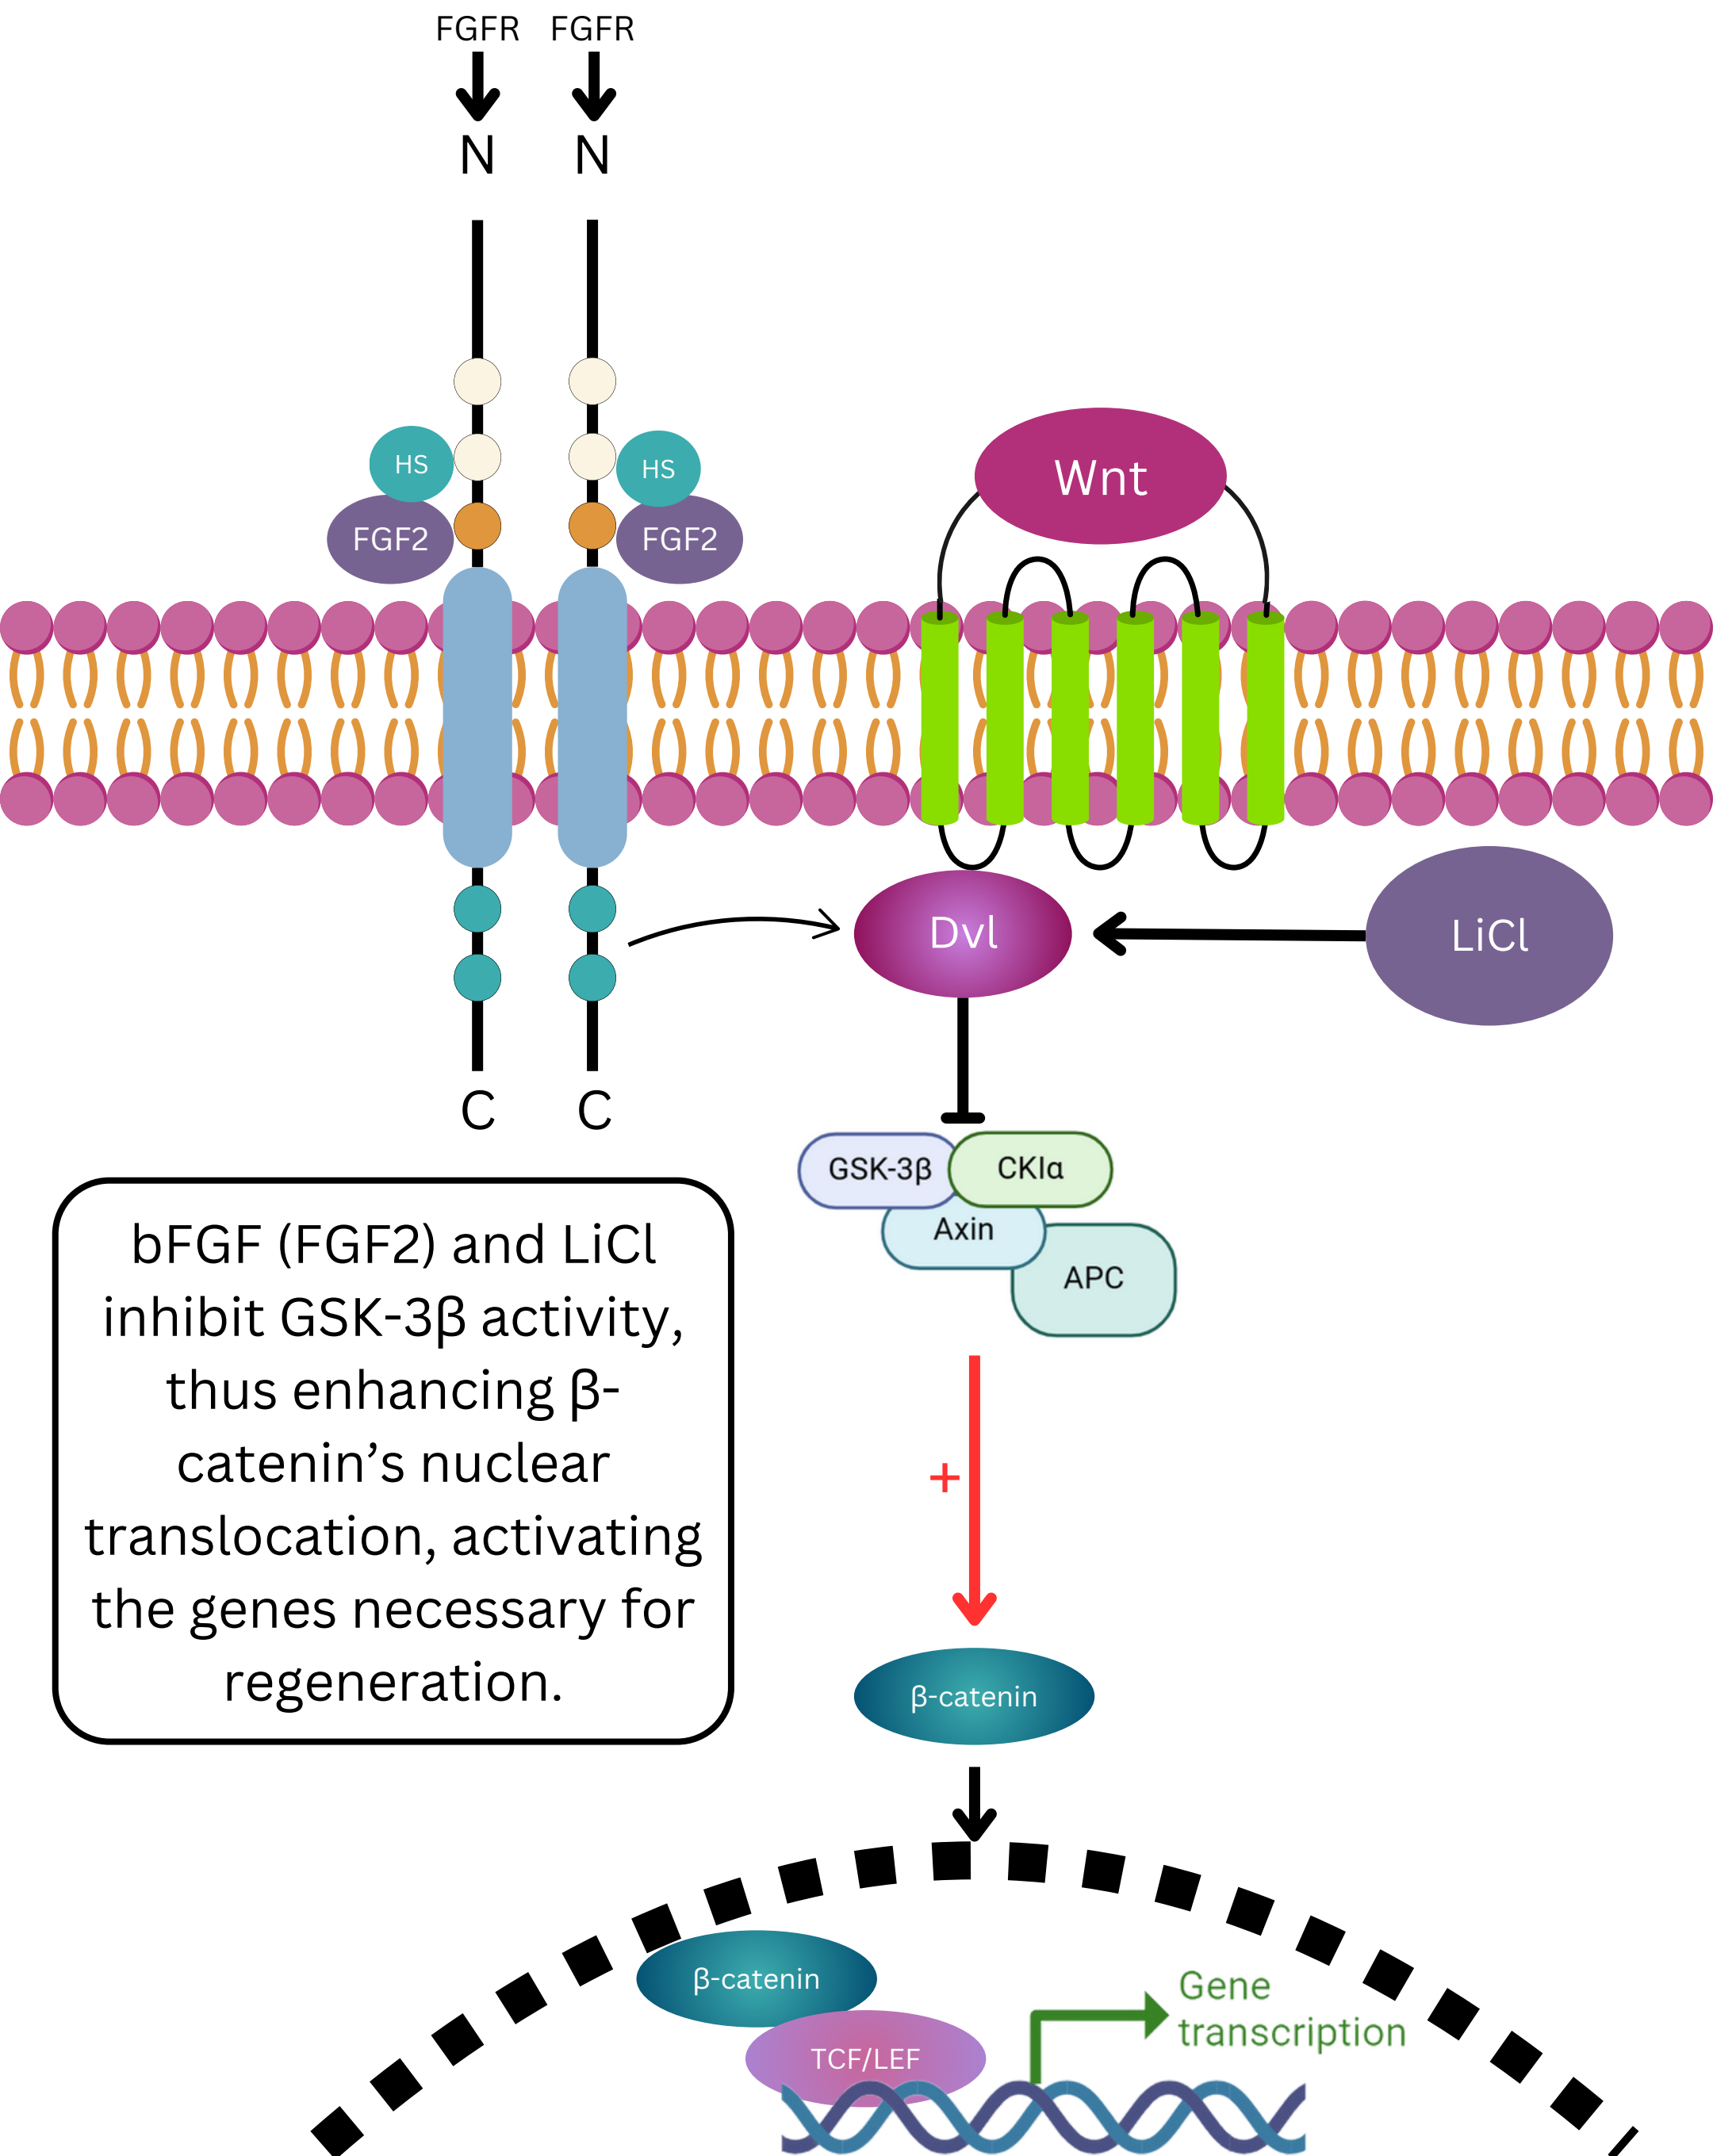 FGFR FGFR
N N
Wnt
HS HS
FGF2 FGF2
Dvl LiCl
C C
GSK-3β CKIα
Axin
APC
bFGF (FGF2) and LiCl
inhibit GSK-3β activity,
thus enhancing β-
catenin’s nuclear
translocation, activating
the genes necessary for
regeneration.
+
β-catenin
β-catenin
Gene
transcription
TCF/LEF